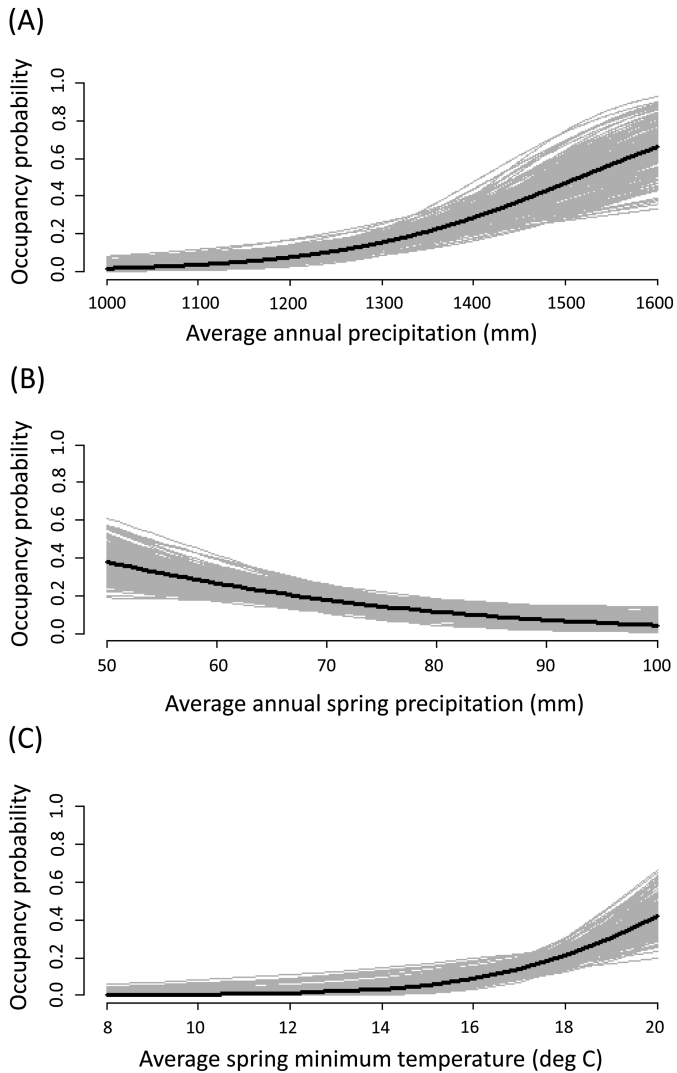 (A)
Occupancy probability
1.0
0.8
0.6
0.4
0.2
0.0
1000 1100 1200 1300 1400 1500 1600
Average annual precipitation (mm)
(B)
Occupancy probability
1.0
0.8
0.6
0.4
0.2
0.0
50 60 70 80 90 100
Average annual spring precipitation (mm)
(C)
Occupancy probability
1.0
0.8
0.6
0.4
0.2
0.0
8 10 12 14 16 18 20
Average spring minimum temperature (deg C)